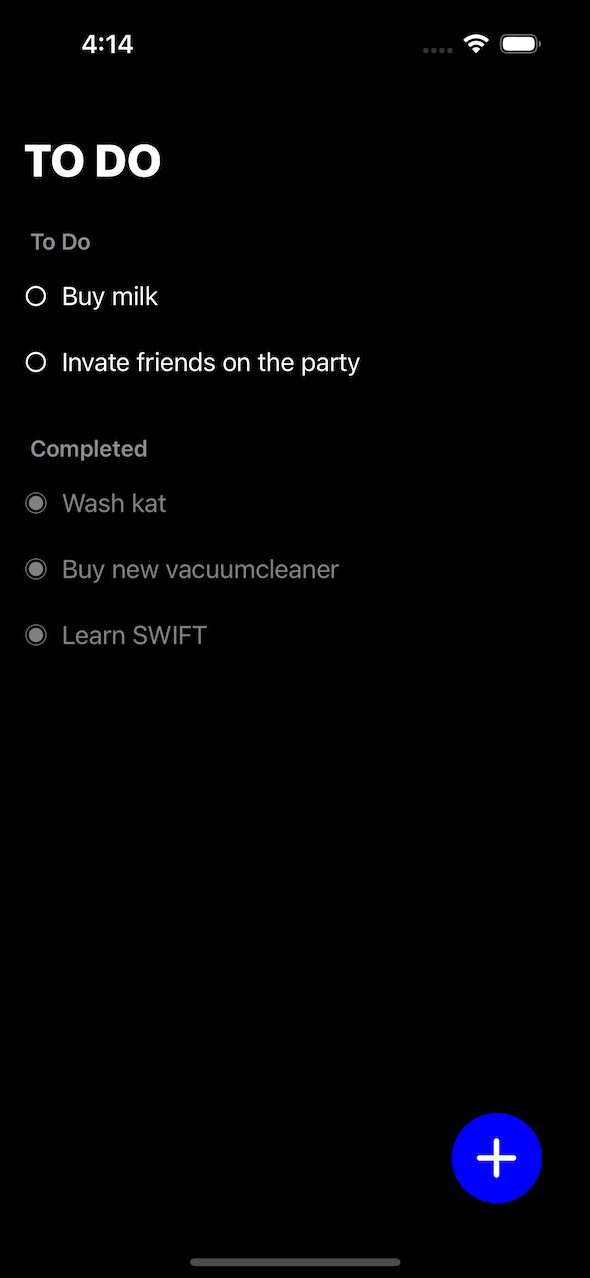 4:14
TO DO
To Do
Buy milk
Invate friends on the party
Completed
Wash kat
Buy new vacuumcleaner
Learn SWIFT